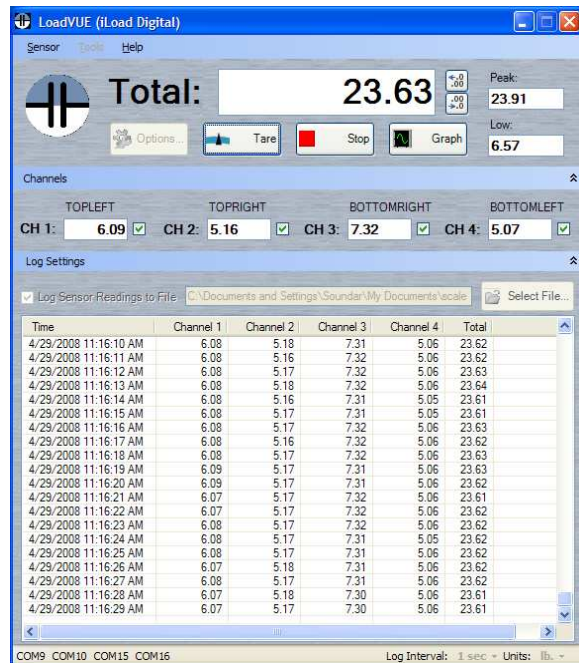 LoadVUE (iLoad Digital)
Sensor Tools Help
Total: 23.63
←.0 .00
.00 →.0
Peak:
23.91
Low:
6.57
Options... Tare Stop Graph
Channels
TOPLEFT TOPRIGHT BOTTOMRIGHT BOTTOMLEFT
CH 1: 6.09 CH 2: 5.16 CH 3: 7.32 CH 4: 5.07
Log Settings
Log Sensor Readings to File C:\Documents and Settings\Soundar\My Documents\scale Select File...
Time Channel 1 Channel 2 Channel 3 Channel 4 Total
4/29/2008 11:16:10 AM 6.08 5.18 7.31 5.06 23.62
4/29/2008 11:16:11 AM 6.08 5.16 7.32 5.06 23.62
4/29/2008 11:16:12 AM 6.08 5.17 7.32 5.06 23.63
4/29/2008 11:16:13 AM 6.08 5.18 7.32 5.06 23.64
4/29/2008 11:16:14 AM 6.08 5.16 7.31 5.05 23.61
4/29/2008 11:16:15 AM 6.08 5.17 7.31 5.05 23.61
4/29/2008 11:16:16 AM 6.08 5.17 7.32 5.06 23.63
4/29/2008 11:16:17 AM 6.08 5.16 7.32 5.06 23.62
4/29/2008 11:16:18 AM 6.08 5.17 7.32 5.06 23.63
4/29/2008 11:16:19 AM 6.09 5.17 7.31 5.06 23.63
4/29/2008 11:16:20 AM 6.09 5.17 7.31 5.06 23.62
4/29/2008 11:16:21 AM 6.07 5.16 7.32 5.06 23.61
4/29/2008 11:16:22 AM 6.07 5.17 7.32 5.06 23.62
4/29/2008 11:16:23 AM 6.08 5.17 7.32 5.06 23.62
4/29/2008 11:16:24 AM 6.08 5.17 7.31 5.05 23.62
4/29/2008 11:16:25 AM 6.08 5.17 7.31 5.06 23.62
4/29/2008 11:16:26 AM 6.07 5.18 7.31 5.06 23.62
4/29/2008 11:16:27 AM 6.08 5.17 7.31 5.06 23.62
4/29/2008 11:16:28 AM 6.07 5.18 7.30 5.06 23.61
4/29/2008 11:16:29 AM 6.07 5.17 7.30 5.06 23.61
COM9 COM10 COM15 COM16 Log Interval: 1 sec Units: lb.